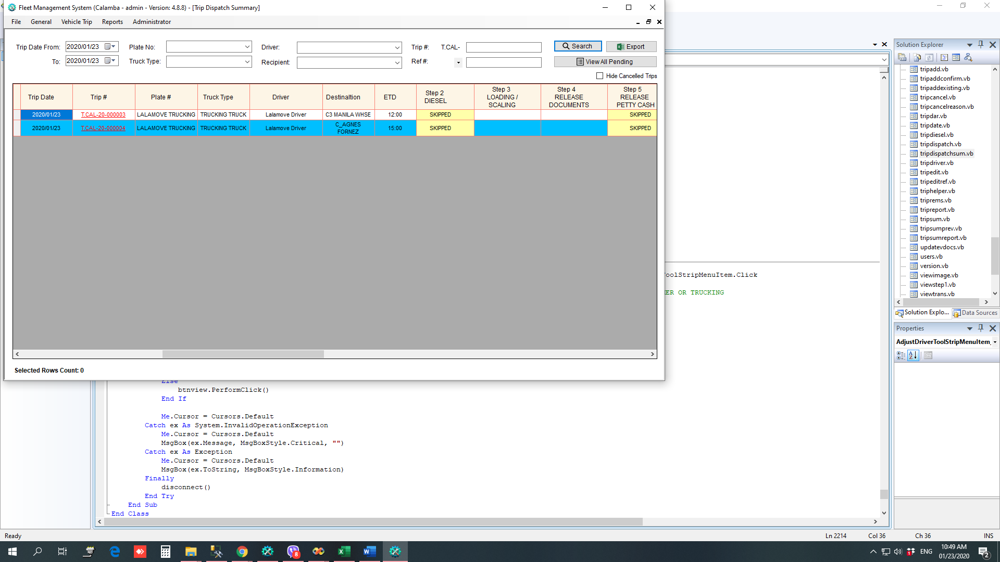 Fleet Management System (Calamba - admin - Version: 4.8.8) - [Trip Dispatch Summary]
File General Vehicle Trip Reports Administrator
Trip Date From: 2020/01/23 Plate No: Driver: Trip #: T.CAL- Search Export
To: 2020/01/23 Truck Type: Recipient: Ref #: View All Pending
Hide Cancelled Trips
Trip Date Trip # Plate # Truck Type Driver Destinaltion ETD Step 2 DIESEL Step 3 LOADING / SCALING Step 4 RELEASE DOCUMENTS Step 5 RELEASE PETTY CASH
2020/01/23 T.CAL-20-000003 LALAMOVE TRUCKING TRUCKING TRUCK Lalamove Driver C3 MANILA WHSE 12:00 SKIPPED SKIPPED
2020/01/23 T.CAL-20-000004 LALAMOVE TRUCKING TRUCKING TRUCK Lalamove Driver C_AGNES FORNEZ 15:00 SKIPPED SKIPPED
Selected Rows Count: 0
ToolStripMenuItem.Click
OR TRUCKING
Else
btnview.PerformClick()
End If
Me.Cursor = Cursors.Default
Catch ex As System.InvalidOperationException
Me.Cursor = Cursors.Default
MsgBox(ex.Message, MsgBoxStyle.Critical, "")
Catch ex As Exception
Me.Cursor = Cursors.Default
MsgBox(ex.ToString, MsgBoxStyle.Information)
Finally
disconnect()
End Try
End Sub
End Class
Solution Explorer
tripadd.vb
tripaddconfirm.vb
tripaddexisting.vb
tripcancel.vb
tripcancelreason.vb
tripdar.vb
tripdate.vb
tripdiesel.vb
tripdispatch.vb
tripdispatchsum.vb
tripdriver.vb
tripedit.vb
tripeditref.vb
triphelper.vb
triprems.vb
tripreport.vb
tripsum.vb
tripsumprev.vb
tripsumreport.vb
updatevdocs.vb
users.vb
version.vb
viewimage.vb
viewstep1.vb
viewtrans.vb
Solution Explo... Data Sources
Properties
AdjustDriverToolStripMenuItem_
Ready Ln 2214 Col 36 Ch 36 INS
8 ENG 10:49 AM
01/23/2020 2